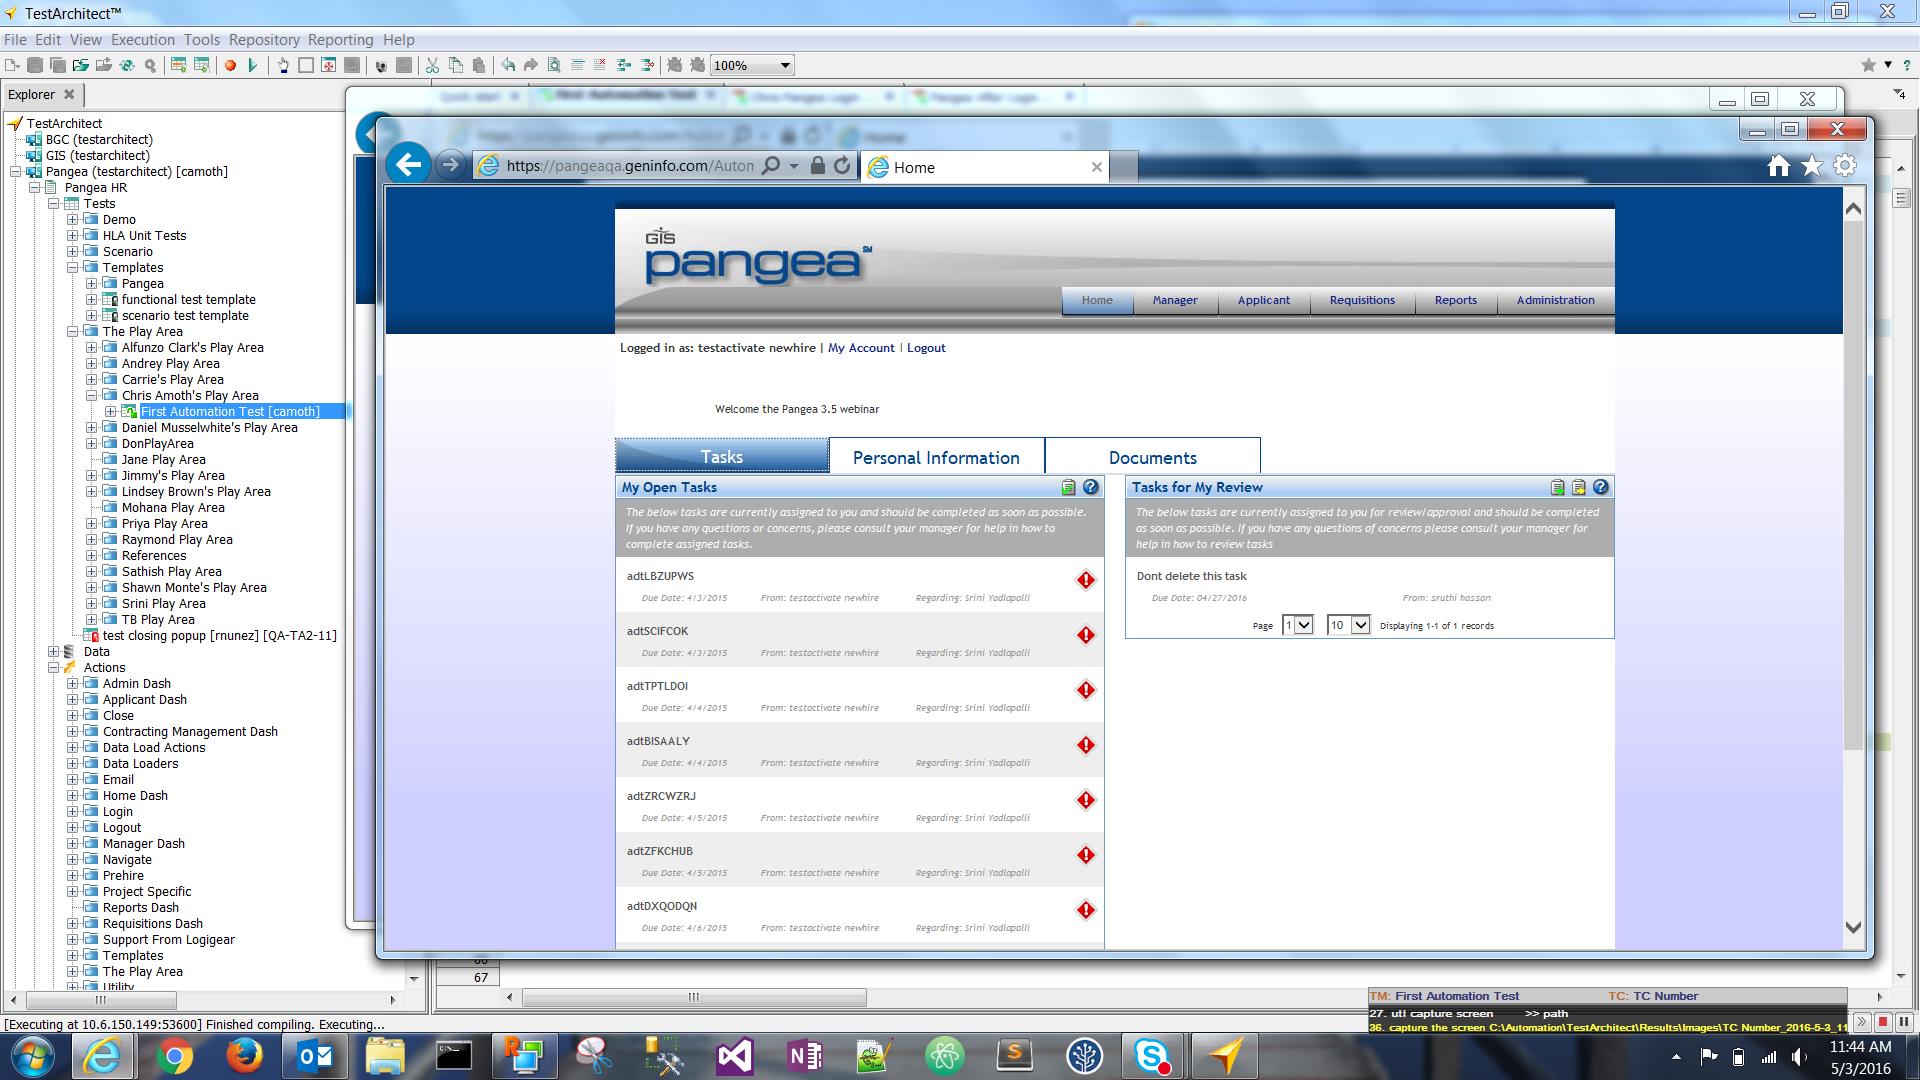 TestArchitect™
File Edit View Execution Tools Repository Reporting Help
100%
Explorer
TestArchitect
BGC (testarchitect)
GIS (testarchitect)
Pangea (testarchitect) [camoth]
Pangea HR
Tests
Demo
HLA Unit Tests
Scenario
Templates
Pangea
functional test template
scenario test template
The Play Area
Alfunzo Clark's Play Area
Andrey Play Area
Carrie's Play Area
Chris Amoth's Play Area
First Automation Test [camoth]
Daniel Musselwhite's Play Area
DonPlayArea
Jane Play Area
Jimmy's Play Area
Lindsey Brown's Play Area
Mohana Play Area
Priya Play Area
Raymond Play Area
References
Sathish Play Area
Shawn Monte's Play Area
Srini Play Area
TB Play Area
test closing popup [rnunez] [QA-TA2-11]
Data
Actions
Admin Dash
Applicant Dash
Close
Contracting Management Dash
Data Load Actions
Data Loaders
Email
Home Dash
Login
Logout
Manager Dash
Navigate
Prehire
Project Specific
Reports Dash
Requisitions Dash
Support From Logigear
Templates
The Play Area
Utility
Quick start First Automation Test Chris Pangea Login ... Pangea After Login ...
4
https://pangeaqa.geninfo.com/Autom
Home
GIS
pangea SM
Home Manager Applicant Requisitions Reports Administration
Logged in as: testactivate newhire | My Account | Logout
Welcome the Pangea 3.5 webinar
Tasks Personal Information Documents
My Open Tasks
The below tasks are currently assigned to you and should be completed as soon as possible.
If you have any questions or concerns, please consult your manager for help in how to
complete assigned tasks.
adtLBZUPWS
Due Date: 4/3/2015 From: testactivate newhire Regarding: Srini Yadlapalli
adtSCIFCOK
Due Date: 4/3/2015 From: testactivate newhire Regarding: Srini Yadlapalli
adtTPTLDOI
Due Date: 4/4/2015 From: testactivate newhire Regarding: Srini Yadlapalli
adtBISAALY
Due Date: 4/4/2015 From: testactivate newhire Regarding: Srini Yadlapalli
adtZRCWZRJ
Due Date: 4/5/2015 From: testactivate newhire Regarding: Srini Yadlapalli
adtZFKCHUB
Due Date: 4/5/2015 From: testactivate newhire Regarding: Srini Yadlapalli
adtDXQODQN
Due Date: 4/6/2015 From: testactivate newhire Regarding: Srini Yadlapalli
Tasks for My Review
The below tasks are currently assigned to you for review/approval and should be completed
as soon as possible. If you have any questions of concerns please consult your manager for
help in how to review tasks
Dont delete this task
Due Date: 04/27/2016 From: sruthi hassan
Page 1 10 Displaying 1-1 of 1 records
67
TM: First Automation Test TC: TC Number
27. utl capture screen >> path
36. capture the screen C:\Automation\TestArchitect\Results\Images\TC Number_2016-5-3_11
[Executing at 10.6.150.149:53600] Finished compiling. Executing...
11:44 AM
5/3/2016